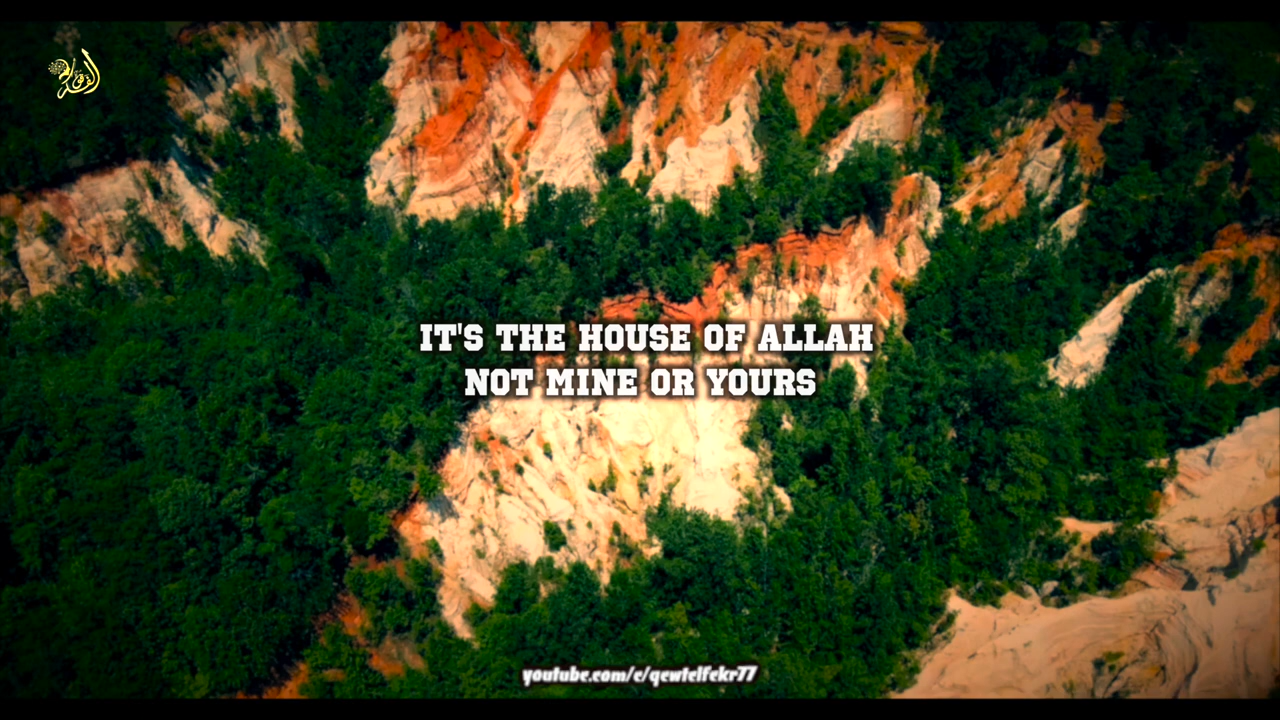 IT'S THE HOUSE OF ALLAH
NOT MINE OR YOURS
youtube.com/c/qewtelfekr77